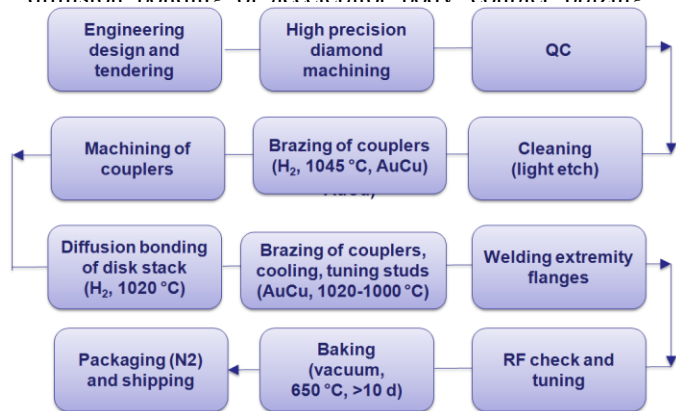 Engineering
design and
tendering
High precision
diamond
machining
QC
Machining of
couplers
Brazing of couplers
(H₂, 1045 °C, AuCu)
Cleaning
(light etch)
Diffusion bonding
of disk stack
(H₂, 1020 °C)
Brazing of couplers,
cooling, tuning studs
(AuCu, 1020-1000 °C)
Welding extremity
flanges
Packaging (N2)
and shipping
Baking
(vacuum,
650 °C, >10 d)
RF check and
tuning